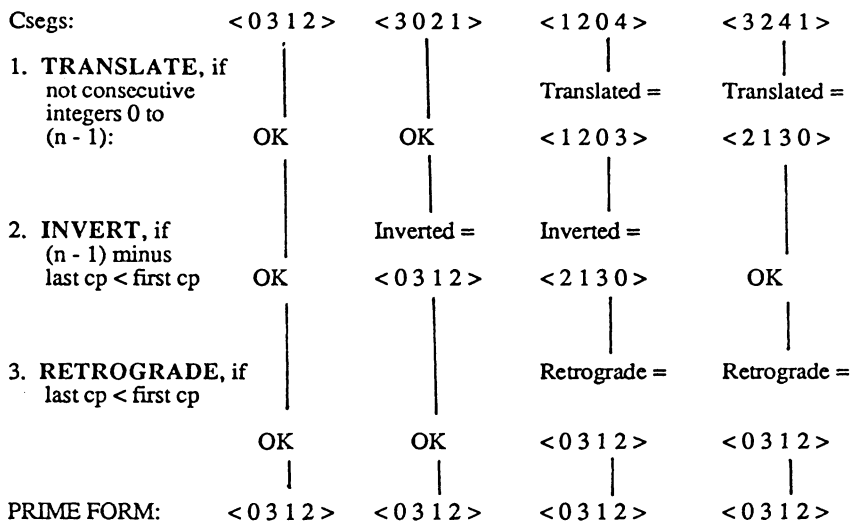 Csegs: < 0 3 1 2 > < 3 0 2 1 > < 1 2 0 4 > < 3 2 4 1 >
1. TRANSLATE, if
not consecutive Translated = Translated =
integers 0 to
(n - 1): OK OK < 1 2 0 3 > < 2 1 3 0 >
2. INVERT, if Inverted = Inverted =
(n - 1) minus
last cp < first cp OK < 0 3 1 2 > < 2 1 3 0 > OK
3. RETROGRADE, if Retrograde = Retrograde =
last cp < first cp
OK OK < 0 3 1 2 > < 0 3 1 2 >
PRIME FORM: < 0 3 1 2 > < 0 3 1 2 > < 0 3 1 2 > < 0 3 1 2 >